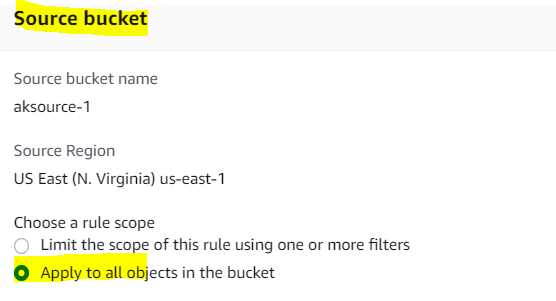 Source bucket
Source bucket name
aksource-1
Source Region
US East (N. Virginia) us-east-1
Choose a rule scope
Limit the scope of this rule using one or more filters
Apply to all objects in the bucket